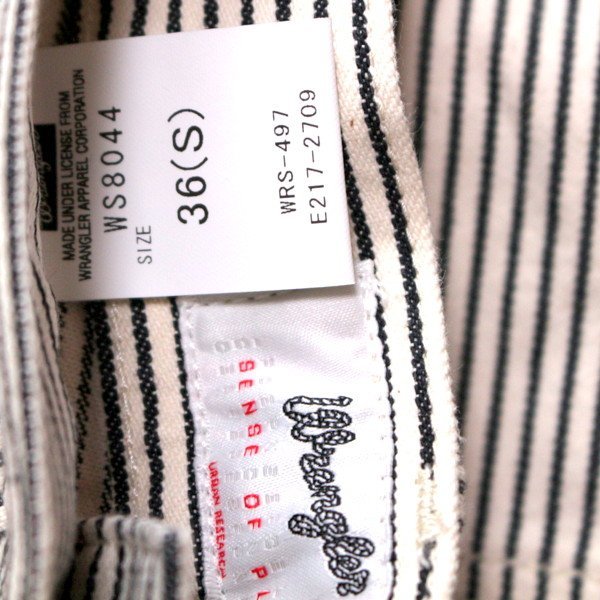 Wrangler
MADE UNDER LICENSE FROM
WRANGLER APPAREL CORPORATION
WS8044
SIZE
36(S)
WRS-497
E217-2709
Wrangler
SENSE OF PL
URBAN RESEARCH